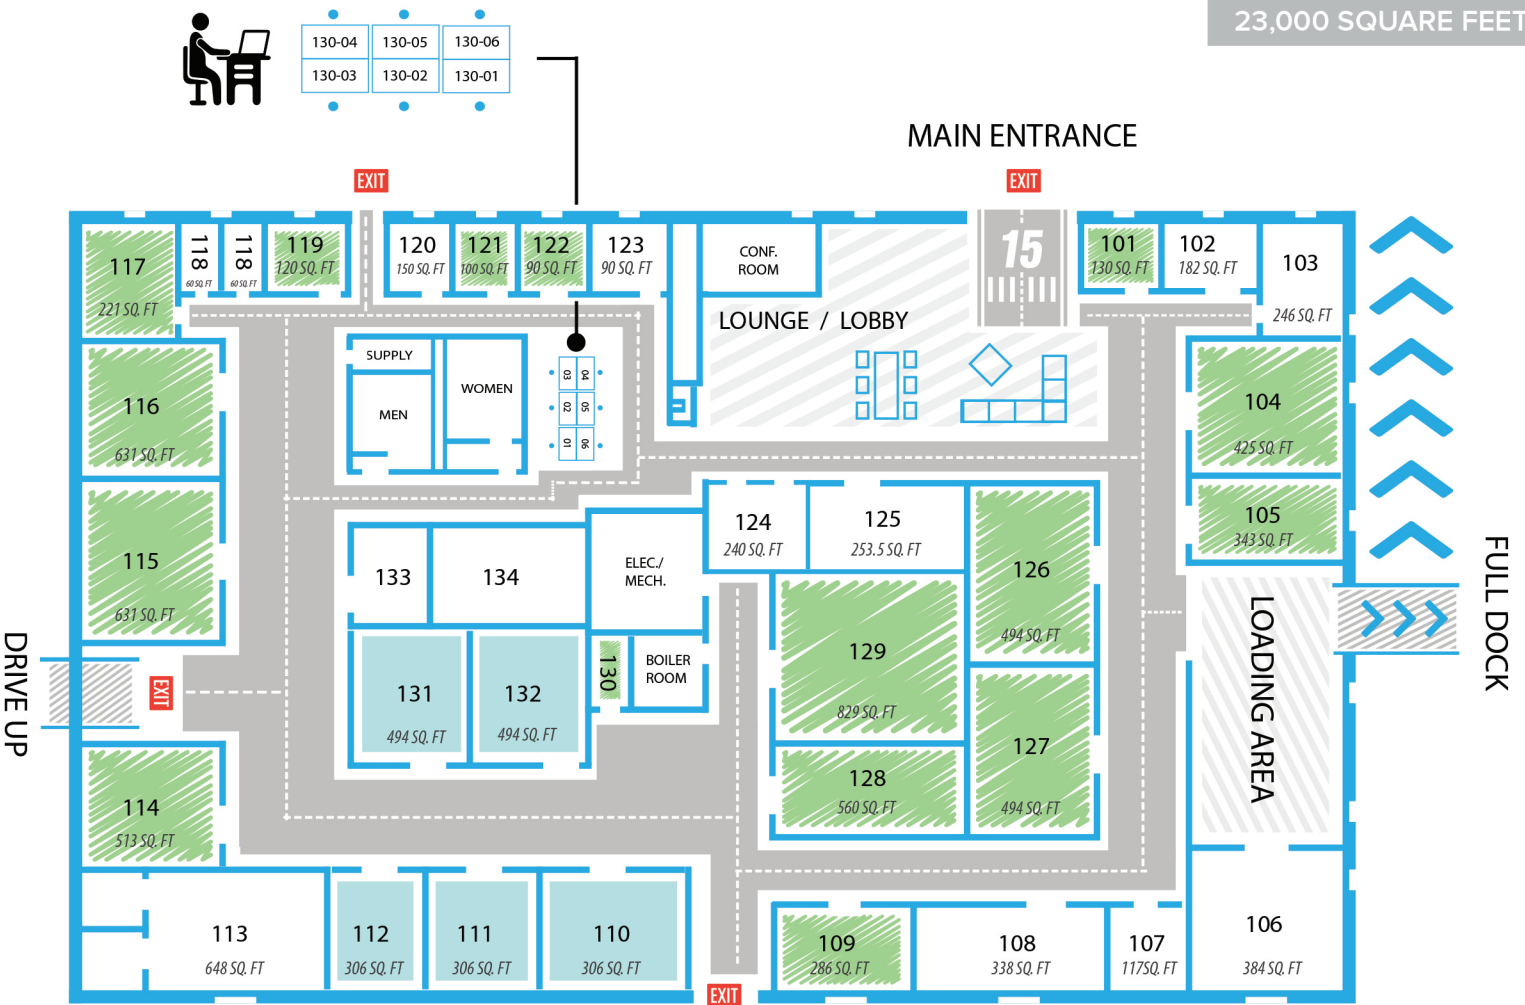 23,000 SQUARE FEET
130-04 130-05 130-06
130-03 130-02 130-01
MAIN ENTRANCE
EXIT
EXIT
117
221 SQ. FT
118
60 SQ. FT
118
60 SQ. FT
119
120 SQ. FT
120
150 SQ. FT
121
100 SQ. FT
122
90 SQ. FT
123
90 SQ. FT
CONF.
ROOM
15
101
130 SQ. FT
102
182 SQ. FT
103
246 SQ. FT
LOUNGE / LOBBY
SUPPLY
MEN
WOMEN
03 04
02 05
01 06
116
631 SQ. FT
104
425 SQ. FT
115
631 SQ. FT
105
343 SQ. FT
133
134
ELEC./
MECH.
124
240 SQ. FT
125
253.5 SQ. FT
126
494 SQ. FT
129
829 SQ. FT
131
494 SQ. FT
132
494 SQ. FT
130
BOILER
ROOM
127
494 SQ. FT
128
560 SQ. FT
LOADING AREA
FULL DOCK
DRIVE UP
EXIT
114
513 SQ. FT
113
648 SQ. FT
112
306 SQ. FT
111
306 SQ. FT
110
306 SQ. FT
EXIT
109
286 SQ. FT
108
338 SQ. FT
107
117SQ. FT
106
384 SQ. FT